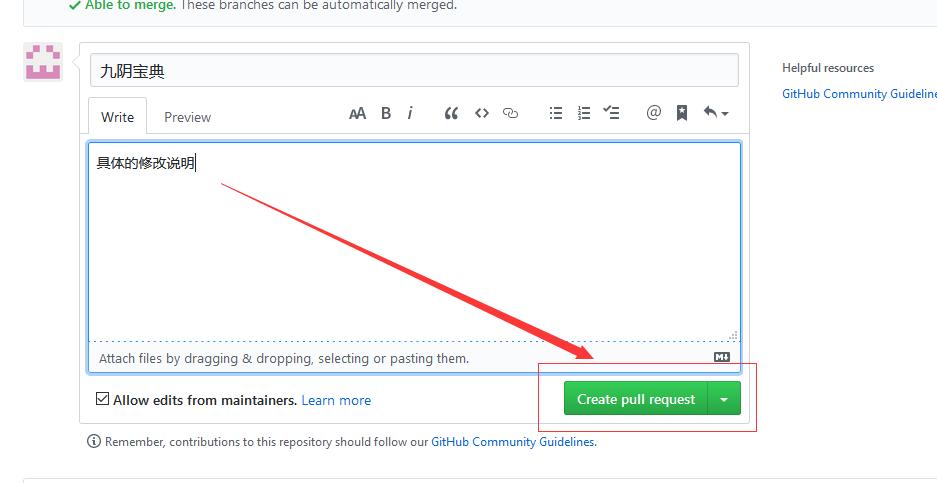 Able to merge. These branches can be automatically merged.
九阴宝典
Helpful resources
GitHub Community Guideline
Write Preview AA B i @
具体的修改说明
Attach files by dragging & dropping, selecting or pasting them.
Allow edits from maintainers. Learn more
Create pull request
Remember, contributions to this repository should follow our GitHub Community Guidelines.